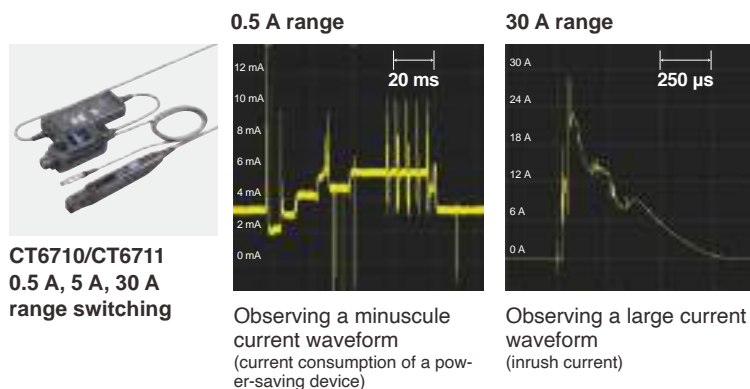 0.5 A range
30 A range
12 mA
10 mA
8 mA
6 mA
4 mA
2 mA
0 mA
20 ms
30 A
24 A
18 A
12 A
6 A
0 A
250 µs
CT6710/CT6711
0.5 A, 5 A, 30 A
range switching
Observing a minuscule
current waveform
(current consumption of a pow-
er-saving device)
Observing a large current
waveform
(inrush current)